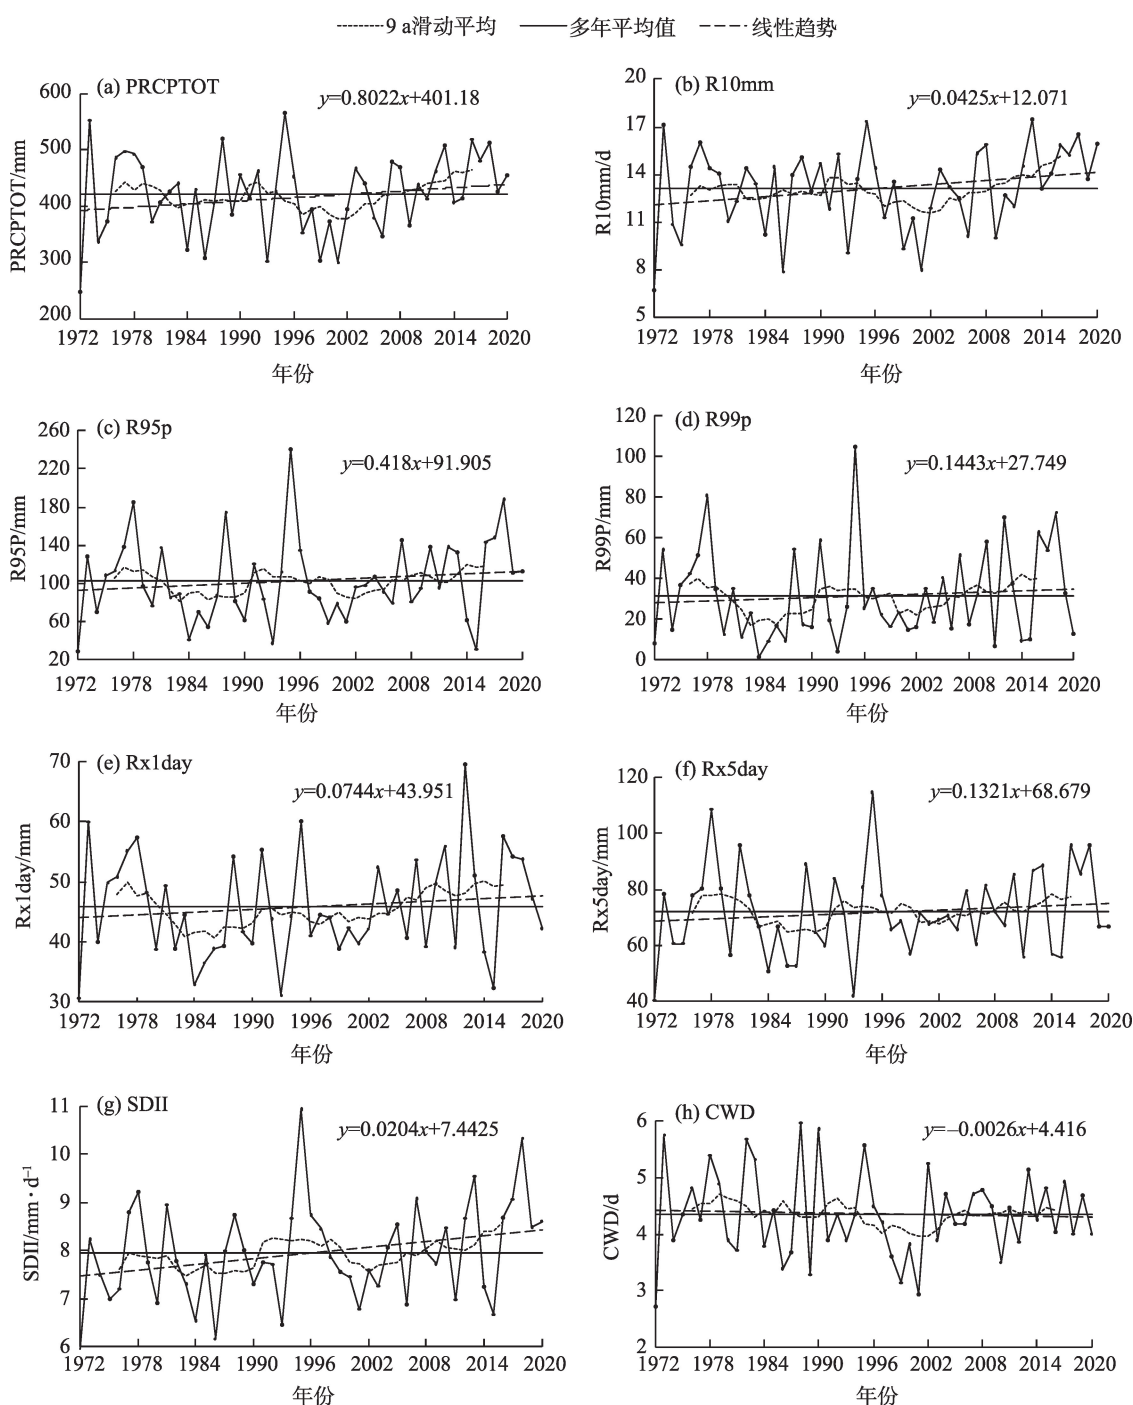 9 a滑动平均 多年平均值 线性趋势
(a) PRCPTOT
y=0.8022x+401.18
PRCPTOT/mm
600
500
400
300
200
1972 1978 1984 1990 1996 2002 2008 2014 2020
年份
(b) R10mm
y=0.0425x+12.071
R10mm/d
20
17
14
11
8
5
1972 1978 1984 1990 1996 2002 2008 2014 2020
年份
(c) R95p
y=0.418x+91.905
R95P/mm
260
220
180
140
100
60
20
1972 1978 1984 1990 1996 2002 2008 2014 2020
年份
(d) R99p
y=0.1443x+27.749
R99P/mm
120
100
80
60
40
20
0
1972 1978 1984 1990 1996 2002 2008 2014 2020
年份
(e) Rx1day
y=0.0744x+43.951
Rx1day/mm
70
60
50
40
30
1972 1978 1984 1990 1996 2002 2008 2014 2020
年份
(f) Rx5day
y=0.1321x+68.679
Rx5day/mm
120
100
80
60
40
1972 1978 1984 1990 1996 2002 2008 2014 2020
年份
(g) SDII
y=0.0204x+7.4425
SDII/mm·d⁻¹
11
10
9
8
7
6
1972 1978 1984 1990 1996 2002 2008 2014 2020
年份
(h) CWD
y=−0.0026x+4.416
CWD/d
6
5
4
3
2
1972 1978 1984 1990 1996 2002 2008 2014 2020
年份